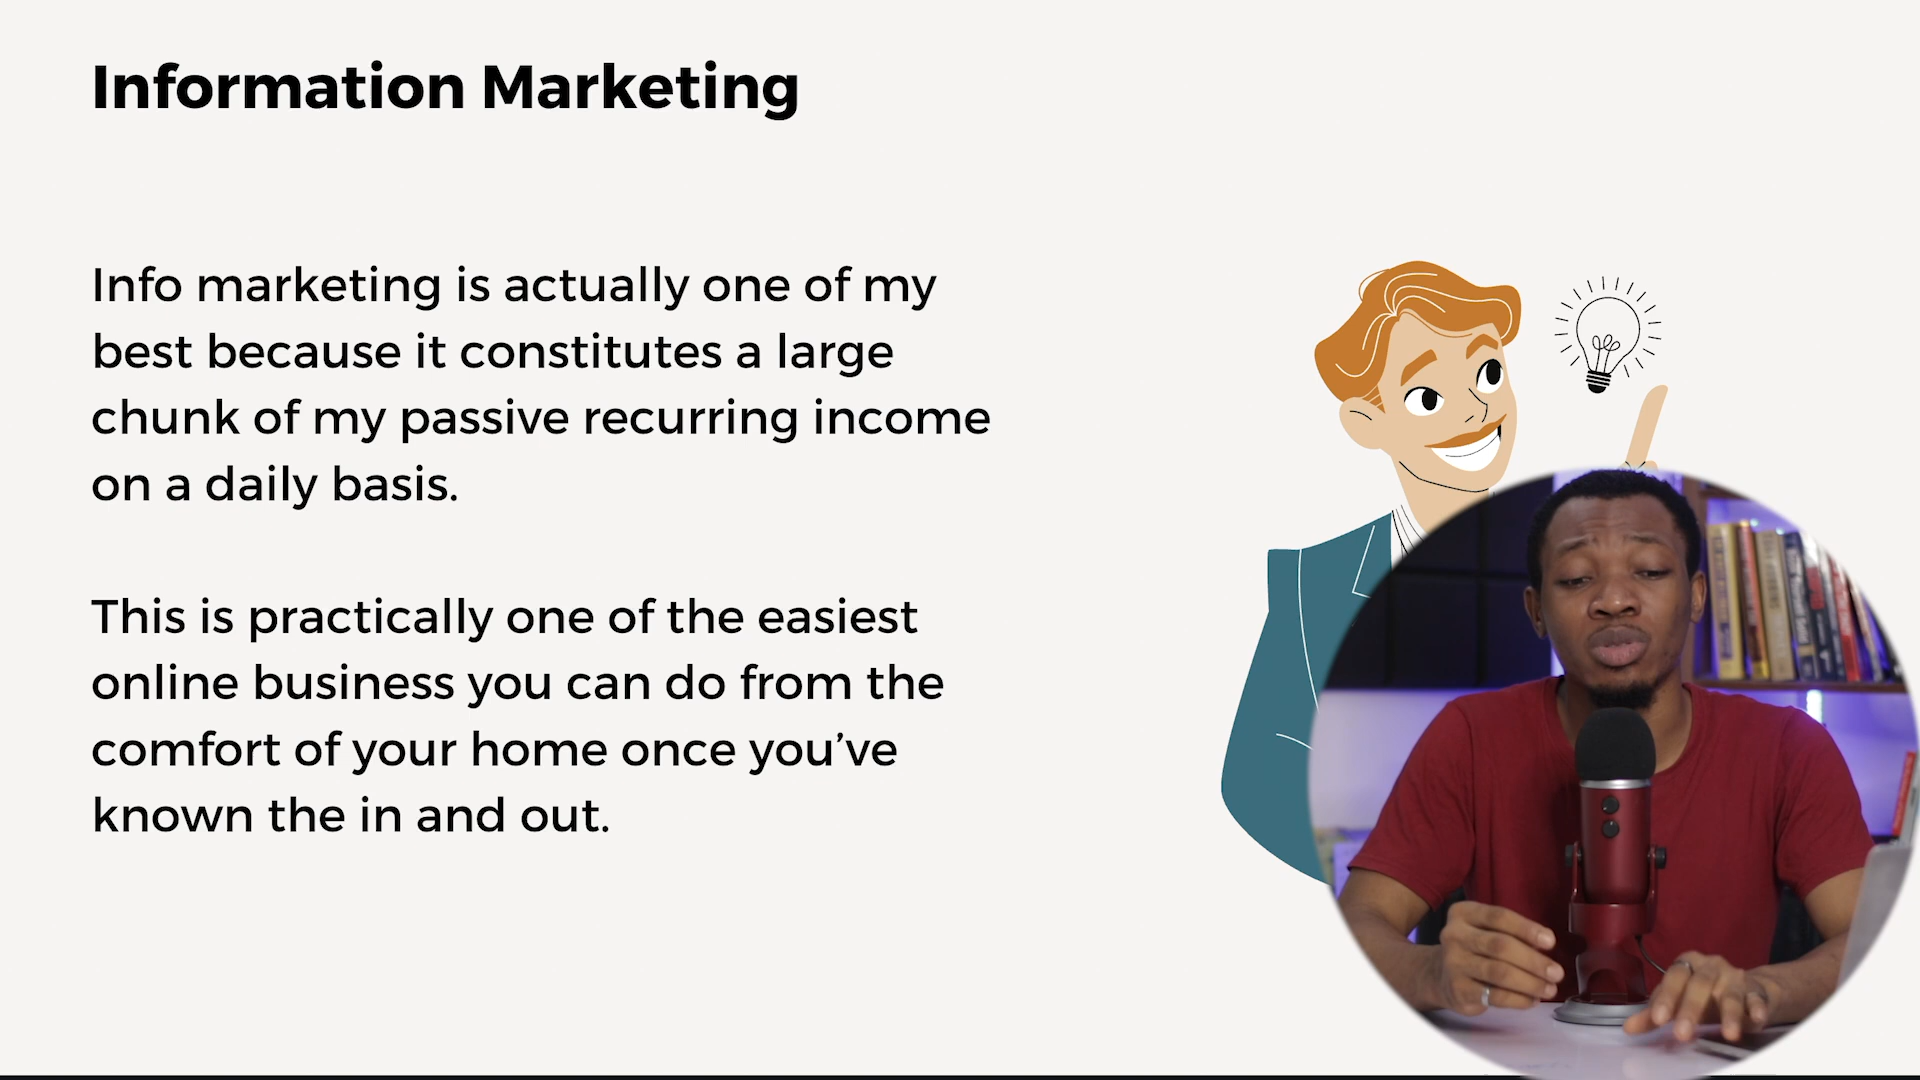 Information Marketing
Info marketing is actually one of my
best because it constitutes a large
chunk of my passive recurring income
on a daily basis.
This is practically one of the easiest
online business you can do from the
comfort of your home once you’ve
known the in and out.